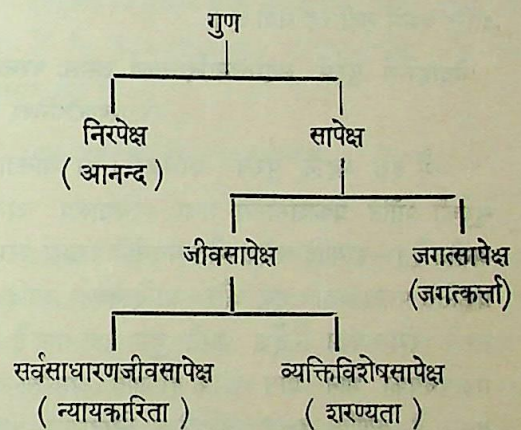 गुण
निरपेक्ष सापेक्ष
( आनन्द )
जीवसापेक्ष जगत्सापेक्ष
(जगत्कर्त्ता)
सर्वसाधारणजीवसापेक्ष व्यक्तिविशेषसापेक्ष
( न्यायकारिता ) ( शरण्यता )